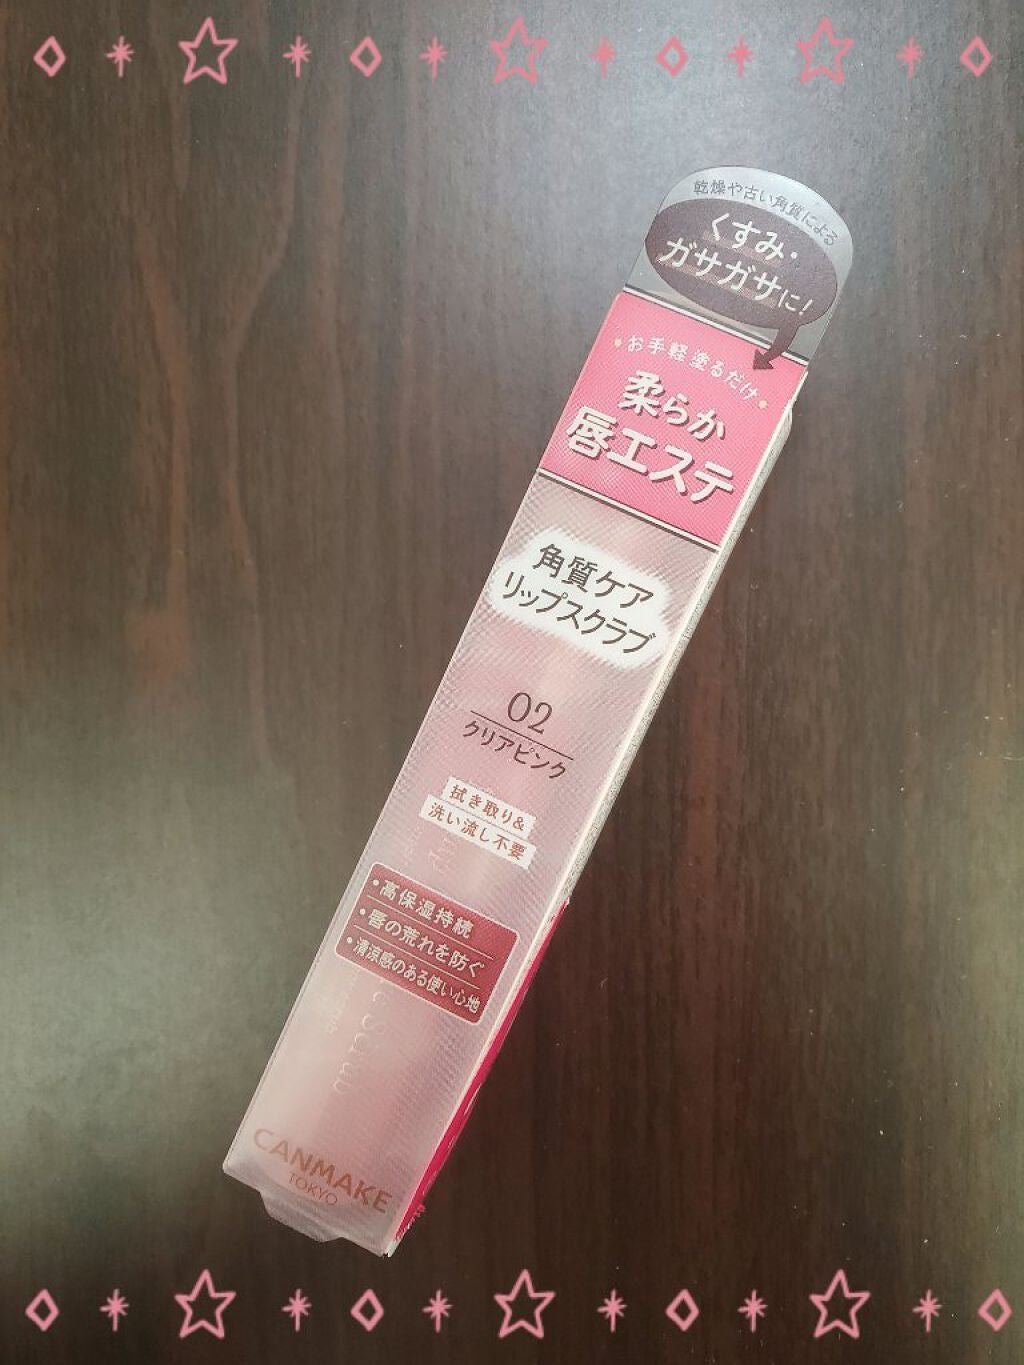 乾燥や古い角質による
くすみ・
ガサガサに!
お手軽塗るだけ
柔らか
唇エステ
角質ケア
リップスクラブ
02
クリアピンク
拭き取り&
洗い流し不要
・高保湿持続
・唇の荒れを防ぐ
・清涼感のある使い心地
Scrub
CANMAKE
TOKYO